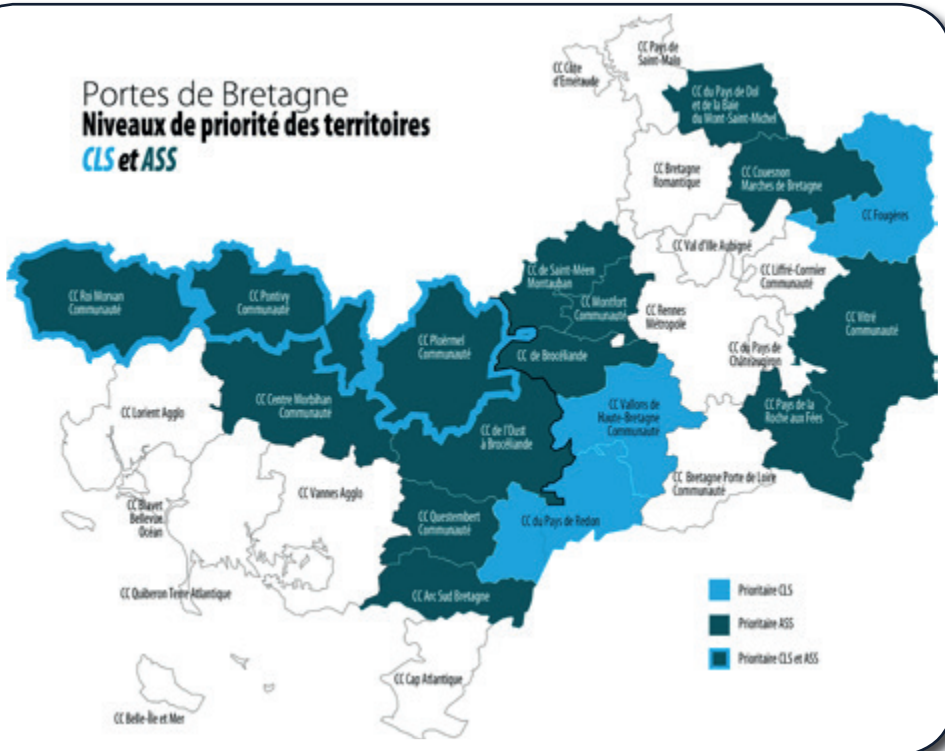 Portes de Bretagne
Niveaux de priorité des territoires
CLS et ASS
CC Pays de
Saint-Malo
CC Côte
d'Emeraude
CC du Pays de Dol
et de la Baie
du Mont-Saint-Michel
CC Bretagne
Romantique
CC Couesnon
Marches de Bretagne
CC Fougères
CC Val d'Ille Aubigné
CC Liffré-Cormier
Communauté
CC de Saint-Méen
Montauban
CC Montfort
Communauté
CC Rennes
Métropole
CC Vitré
Communauté
CC du Pays de
Châteaugiron
CC Roi Morvan
Communauté
CC Pontivy
Communauté
CC Ploërmel
Communauté
CC de Brocéliande
CC Centre Morbihan
Communauté
CC Vallons de
Haute-Bretagne
Communauté
CC Pays de la
Roche aux Fées
CC Lorient Agglo
CC de l'Oust
à Brocéliande
CC Vannes Agglo
CC Bretagne Porte de Loire
Communauté
CC Blavet
Bellevue
Océan
CC Questembert
Communauté
CC du Pays de Redon
CC Quiberon Terre Atlantique
CC Arc Sud Bretagne
CC Cap Atlantique
CC Belle-Île et Mer
Prioritaire CLS
Prioritaire ASS
Prioritaire CLS et ASS